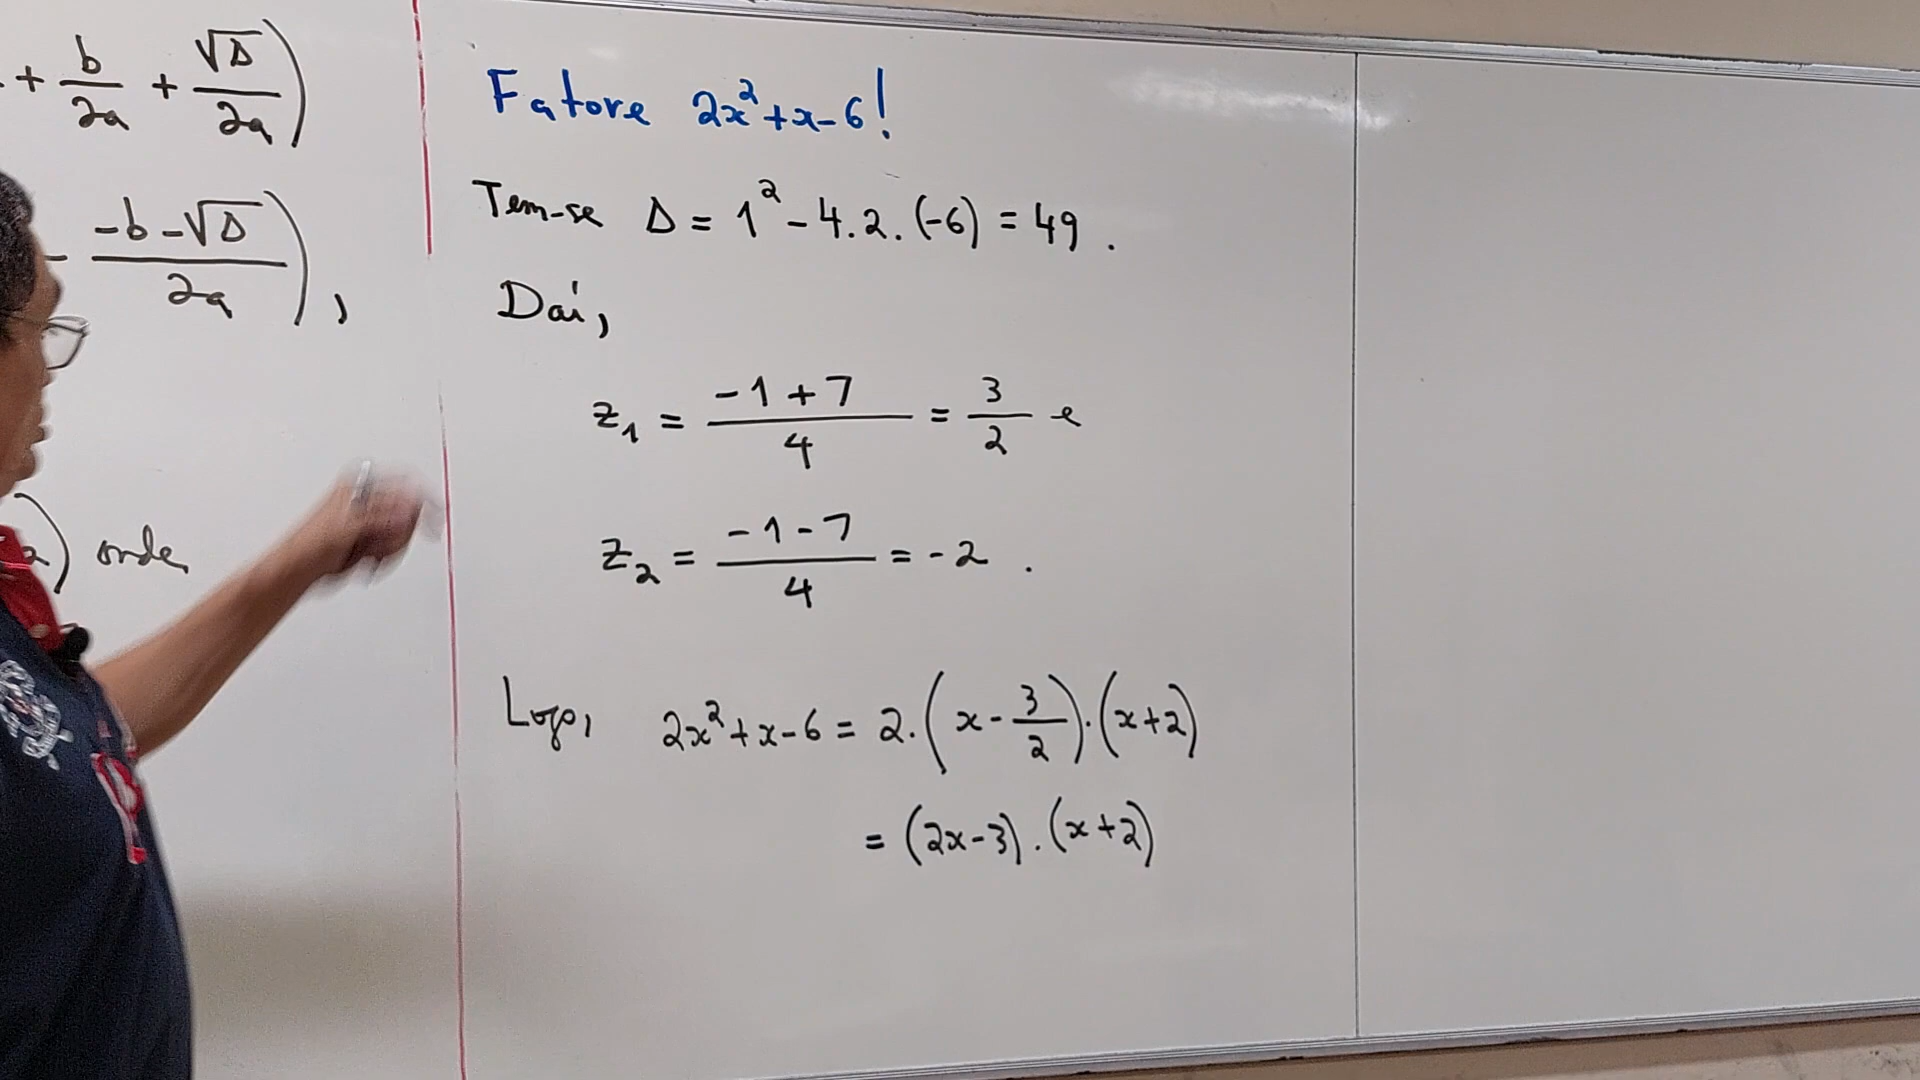 + b/2a + √Δ/2a)
- -b-√Δ/2a),
) onde
Fatore 2x²+x-6!
Tem-se Δ = 1² - 4.2.(-6) = 49 .
Daí,
z₁ = -1+7/4 = 3/2 e
z₂ = -1-7/4 = -2 .
Logo, 2x²+x-6 = 2.(x-3/2).(x+2)
= (2x-3).(x+2)